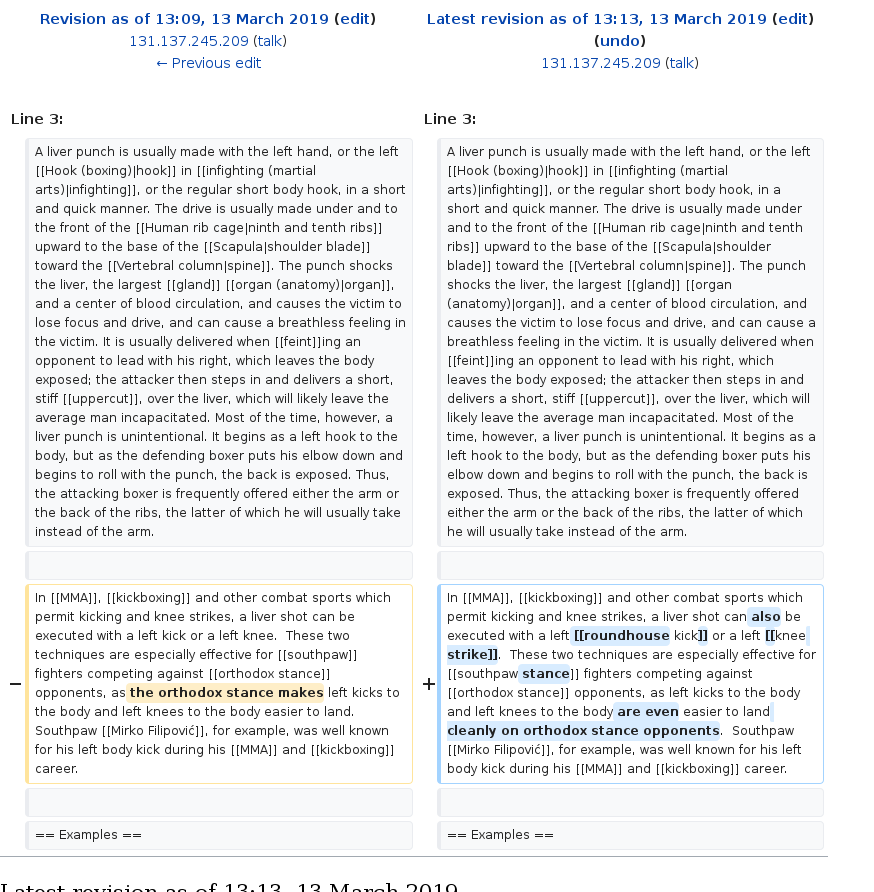 Revision as of 13:09, 13 March 2019 (edit)
131.137.245.209 (talk)
← Previous edit
Latest revision as of 13:13, 13 March 2019 (edit)
(undo)
131.137.245.209 (talk)
Line 3:
Line 3:
A liver punch is usually made with the left hand, or the left
[[Hook (boxing)|hook]] in [[infighting (martial
arts)|infighting]], or the regular short body hook, in a short
and quick manner. The drive is usually made under and to
the front of the [[Human rib cage|ninth and tenth ribs]]
upward to the base of the [[Scapula|shoulder blade]]
toward the [[Vertebral column|spine]]. The punch shocks
the liver, the largest [[gland]] [[organ (anatomy)|organ]],
and a center of blood circulation, and causes the victim to
lose focus and drive, and can cause a breathless feeling in
the victim. It is usually delivered when [[feint]]ing an
opponent to lead with his right, which leaves the body
exposed; the attacker then steps in and delivers a short,
stiff [[uppercut]], over the liver, which will likely leave the
average man incapacitated. Most of the time, however, a
liver punch is unintentional. It begins as a left hook to the
body, but as the defending boxer puts his elbow down and
begins to roll with the punch, the back is exposed. Thus,
the attacking boxer is frequently offered either the arm or
the back of the ribs, the latter of which he will usually take
instead of the arm.
A liver punch is usually made with the left hand, or the left
[[Hook (boxing)|hook]] in [[infighting (martial
arts)|infighting]], or the regular short body hook, in a
short and quick manner. The drive is usually made under
and to the front of the [[Human rib cage|ninth and tenth
ribs]] upward to the base of the [[Scapula|shoulder
blade]] toward the [[Vertebral column|spine]]. The punch
shocks the liver, the largest [[gland]] [[organ
(anatomy)|organ]], and a center of blood circulation, and
causes the victim to lose focus and drive, and can cause a
breathless feeling in the victim. It is usually delivered when
[[feint]]ing an opponent to lead with his right, which
leaves the body exposed; the attacker then steps in and
delivers a short, stiff [[uppercut]], over the liver, which will
likely leave the average man incapacitated. Most of the
time, however, a liver punch is unintentional. It begins as a
left hook to the body, but as the defending boxer puts his
elbow down and begins to roll with the punch, the back is
exposed. Thus, the attacking boxer is frequently offered
either the arm or the back of the ribs, the latter of which
he will usually take instead of the arm.
−
In [[MMA]], [[kickboxing]] and other combat sports which
permit kicking and knee strikes, a liver shot can be
executed with a left kick or a left knee.  These two
techniques are especially effective for [[southpaw]]
fighters competing against [[orthodox stance]]
opponents, as the orthodox stance makes left kicks to
the body and left knees to the body easier to land.
Southpaw [[Mirko Filipović]], for example, was well known
for his left body kick during his [[MMA]] and [[kickboxing]]
career.
+
In [[MMA]], [[kickboxing]] and other combat sports which
permit kicking and knee strikes, a liver shot can also be
executed with a left [[roundhouse kick]] or a left [[knee
strike]].  These two techniques are especially effective for
[[southpaw stance]] fighters competing against
[[orthodox stance]] opponents, as left kicks to the body
and left knees to the body are even easier to land
cleanly on orthodox stance opponents.  Southpaw
[[Mirko Filipović]], for example, was well known for his left
body kick during his [[MMA]] and [[kickboxing]] career.
== Examples ==
== Examples ==
Latest revision as of 13:13, 13 March 2019